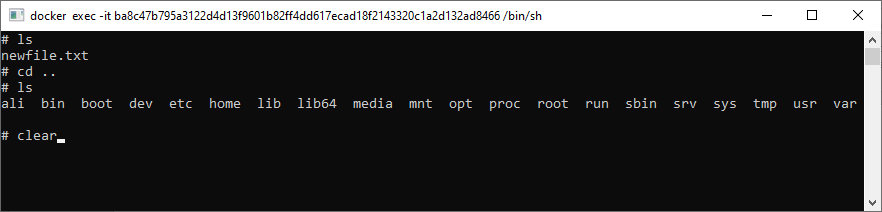 docker exec -it ba8c47b795a3122d4d13f9601b82ff4dd617ecad18f2143320c1a2d132ad8466 /bin/sh
# ls
newfile.txt
# cd ..
# ls
ali  bin  boot  dev  etc  home  lib  lib64  media  mnt  opt  proc  root  run  sbin  srv  sys  tmp  usr  var
# clear